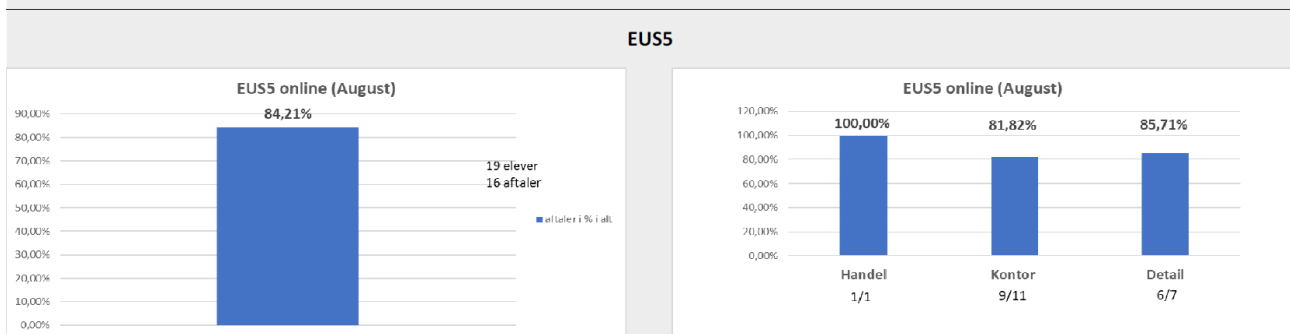 EUS5
EUS5 online (August)
90,00%
80,00%
70,00%
60,00%
50,00%
40,00%
30,00%
20,00%
10,00%
0,00%
84,21%
19 elever
16 aftaler
aftaler i % i alt
EUS5 online (August)
120,00%
100,00%
80,00%
60,00%
40,00%
20,00%
0,00%
100,00%
81,82%
85,71%
Handel
Kontor
Detail
1/1
9/11
6/7